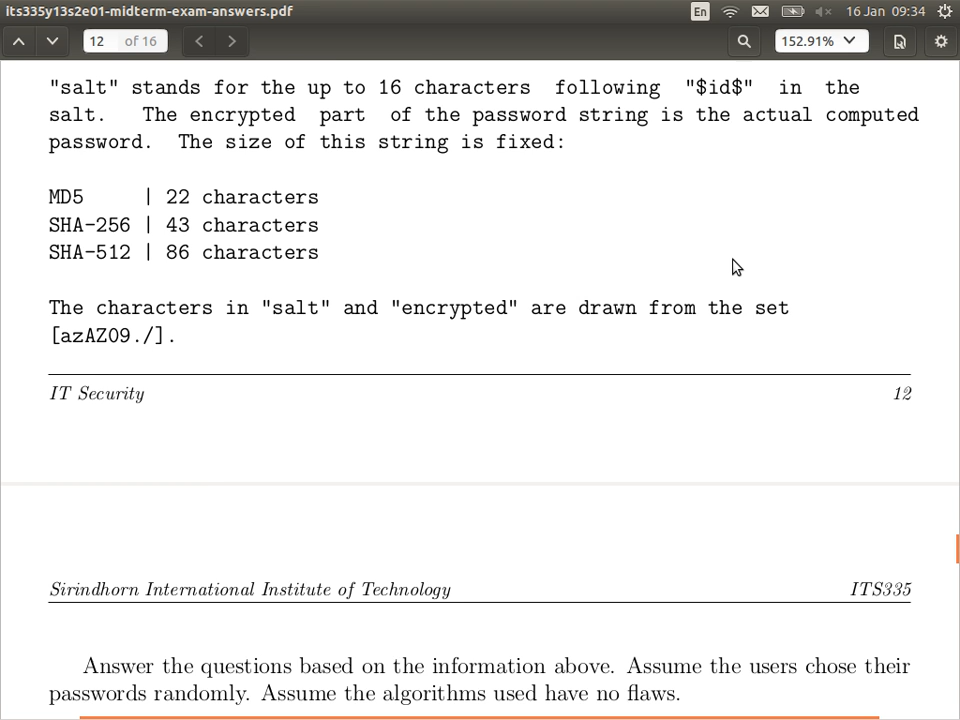 its335y13s2e01-midterm-exam-answers.pdf
En
16 Jan 09:34
12 of 16
152.91%
"salt" stands for the up to 16 characters following "$id$" in the
salt. The encrypted part of the password string is the actual computed
password. The size of this string is fixed:
MD5 | 22 characters
SHA-256 | 43 characters
SHA-512 | 86 characters
The characters in "salt" and "encrypted" are drawn from the set
[azAZ09./].
IT Security 12
Sirindhorn International Institute of Technology ITS335
Answer the questions based on the information above. Assume the users chose their
passwords randomly. Assume the algorithms used have no flaws.